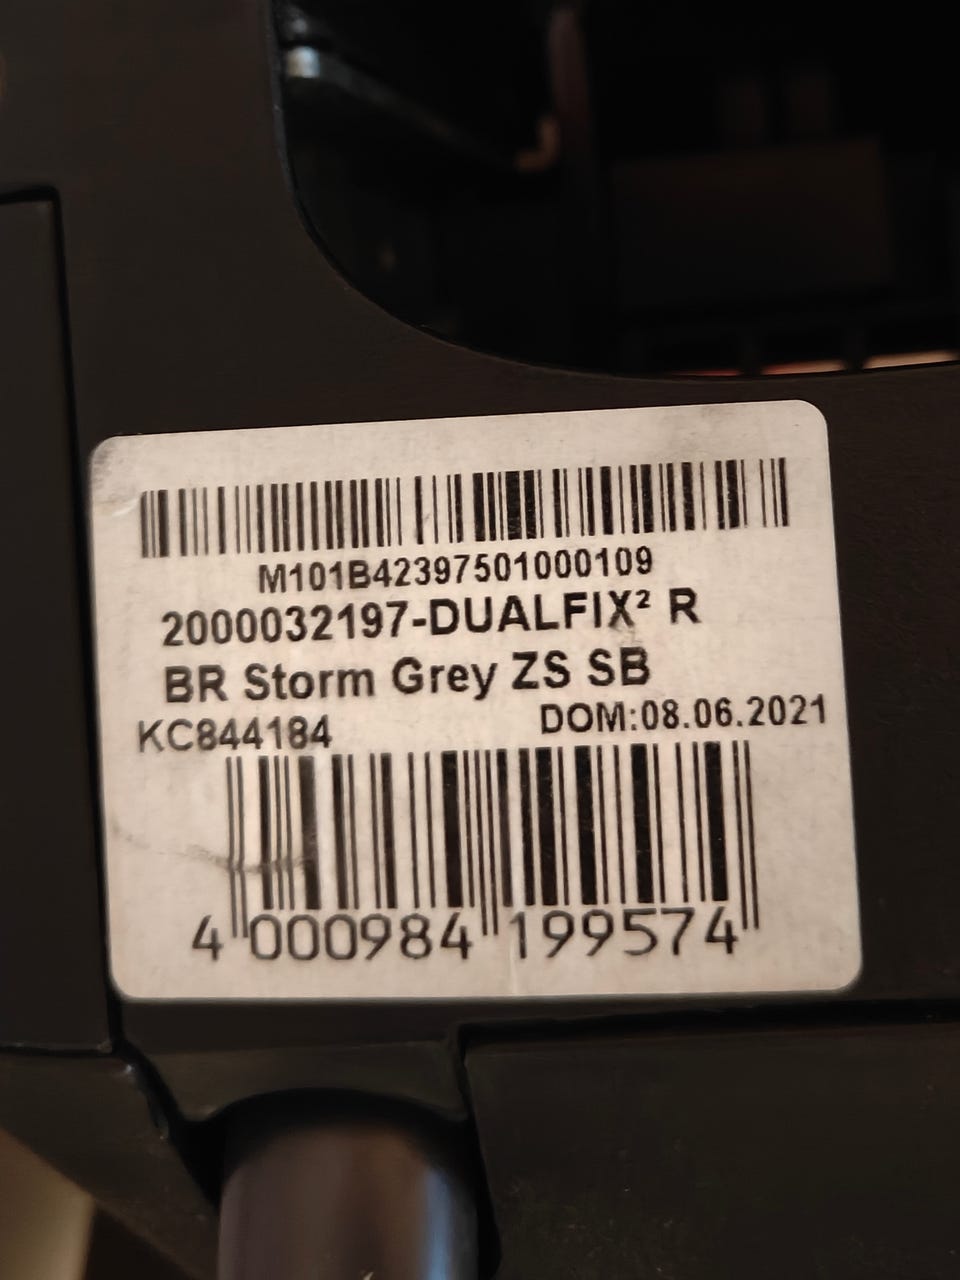 M101B42397501000109
2000032197-DUALFIX² R
BR Storm Grey ZS SB
KC844184 DOM:08.06.2021
4 000984 199574